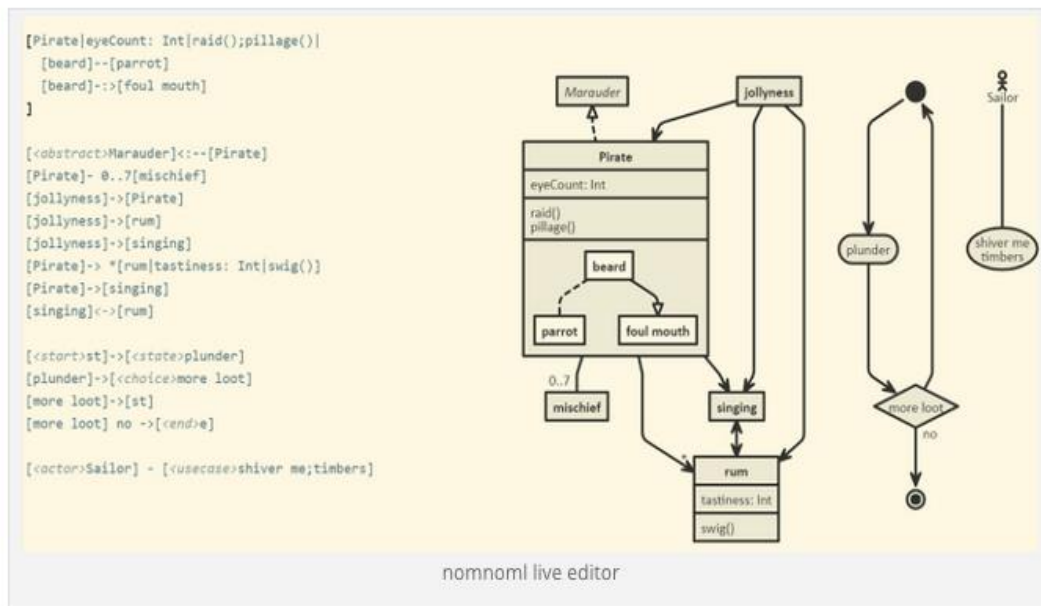 [Pirate|eyeCount: Int|raid();pillage()|
[beard]--[parrot]
[beard]-:>[foul mouth]
]
[<abstract>Marauder]<:--[Pirate]
[Pirate]- 0..7[mischief]
[jollyness]->[Pirate]
[jollyness]->[rum]
[jollyness]->[singing]
[Pirate]-> *[rum|tastiness: Int|swig()]
[Pirate]->[singing]
[singing]<->[rum]
[<start>st]->[<state>plunder]
[plunder]->[<choice>more loot]
[more loot]->[st]
[more loot] no ->[<end>e]
[<actor>Sailor] - [<usecase>shiver me;timbers]
Marauder
jollyness
Sailor
Pirate
eyeCount: Int
raid()
pillage()
beard
parrot
foul mouth
0..7
mischief
singing
*
rum
tastiness: Int
swig()
plunder
more loot
no
shiver me
timbers
nomnoml live editor